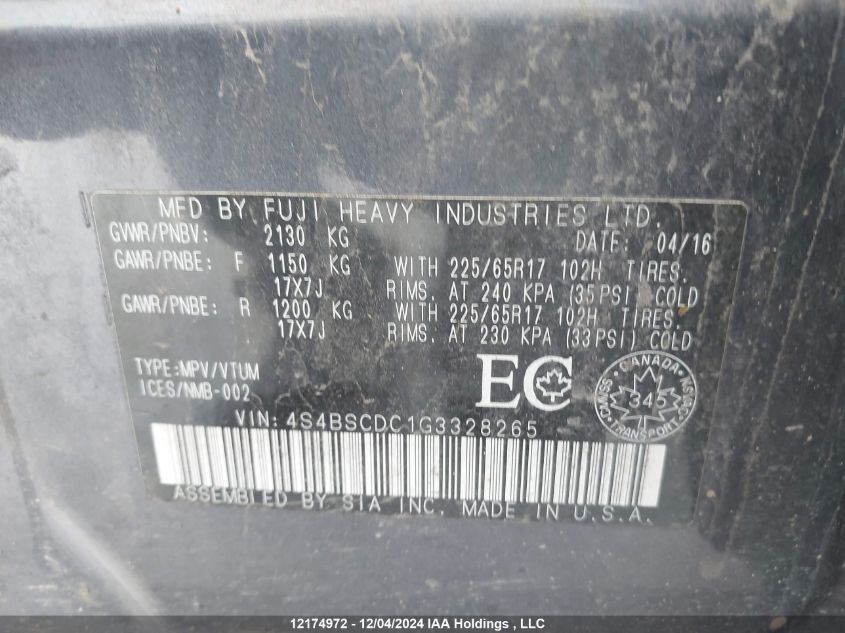 MFD BY FUJI HEAVY INDUSTRIES LTD.
GVWR/PNBV: 2130 KG DATE: 04/16
GAWR/PNBE: F 1150 KG WITH 225/65R17 102H TIRES.
17X7J RIMS. AT 240 KPA (35PSI) COLD
GAWR/PNBE: R 1200 KG WITH 225/65R17 102H TIRES.
17X7J RIMS. AT 230 KPA (33PSI) COLD
TYPE:MPV/VTUM
ICES/NMB-002
EC
CANADA
345
TRANSPORT
CMVSS
NSVAC
VIN: 4S4BSCDC1G3328265
ASSEMBLED BY SIA INC. MADE IN U.S.A.
12174972 - 12/04/2024 IAA Holdings , LLC